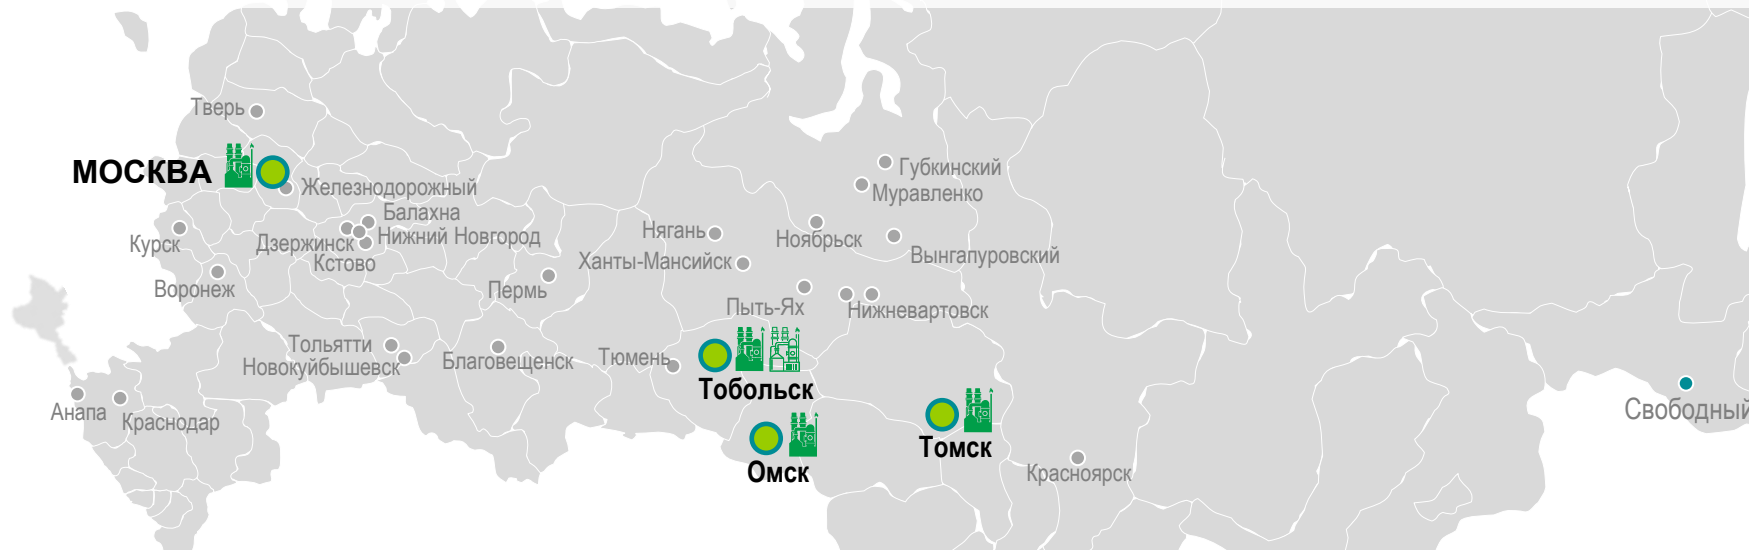 Тверь
МОСКВА
Железнодорожный
Губкинский
Муравленко
Балахна
Нижний Новгород
Дзержинск
Кстово
Курск
Нягань
Ноябрьск
Вынгапуровский
Ханты-Мансийск
Воронеж
Пермь
Пыть-Ях
Нижневартовск
Тольятти
Новокуйбышевск
Благовещенск
Тюмень
Тобольск
Анапа
Краснодар
Свободный
Томск
Омск
Красноярск